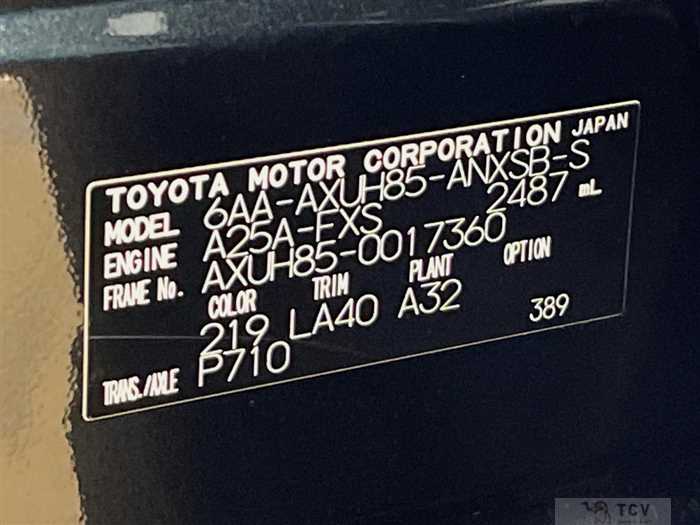 TOYOTA MOTOR CORPORATION JAPAN
MODEL 6AA-AXUH85-ANXSB-S
ENGINE A25A-FXS 2487 mL
FRAME No. AXUH85-0017360
COLOR TRIM PLANT OPTION
219 LA40 A32 389
TRANS./AXLE P710
TCV